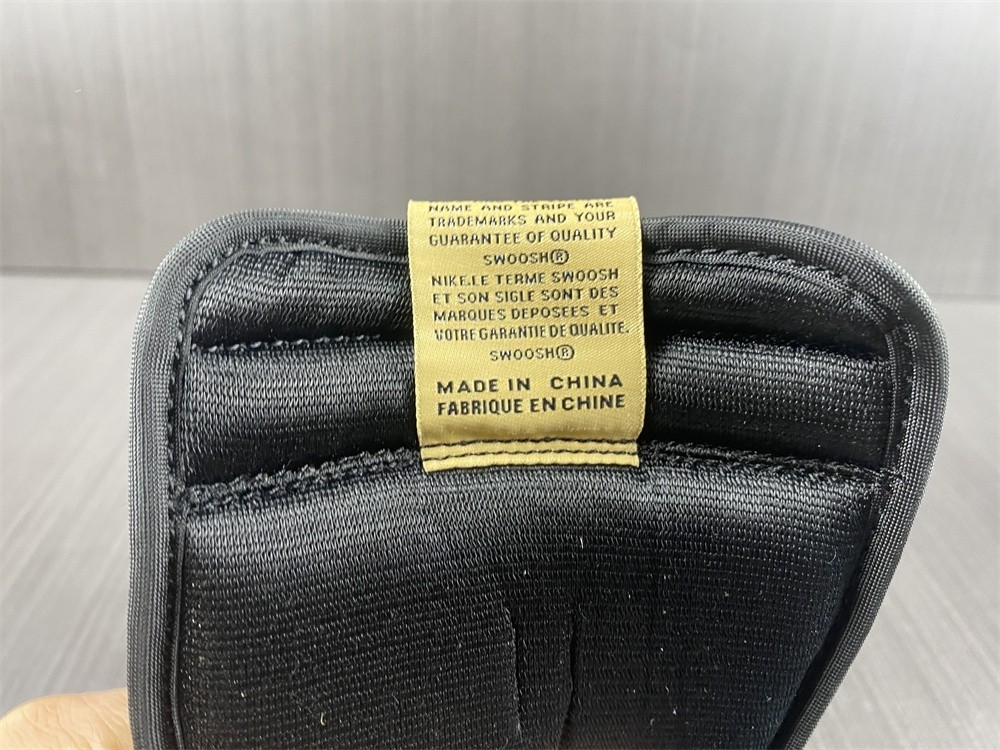 NAME AND STRIPE ARE
TRADEMARKS AND YOUR
GUARANTEE OF QUALITY
SWOOSH®
NIKE.LE TERME SWOOSH
ET SON SIGLE SONT DES
MARQUES DEPOSEES ET
VOTRE GARANTIE DE QUALITE.
SWOOSH®
MADE IN CHINA
FABRIQUE EN CHINE